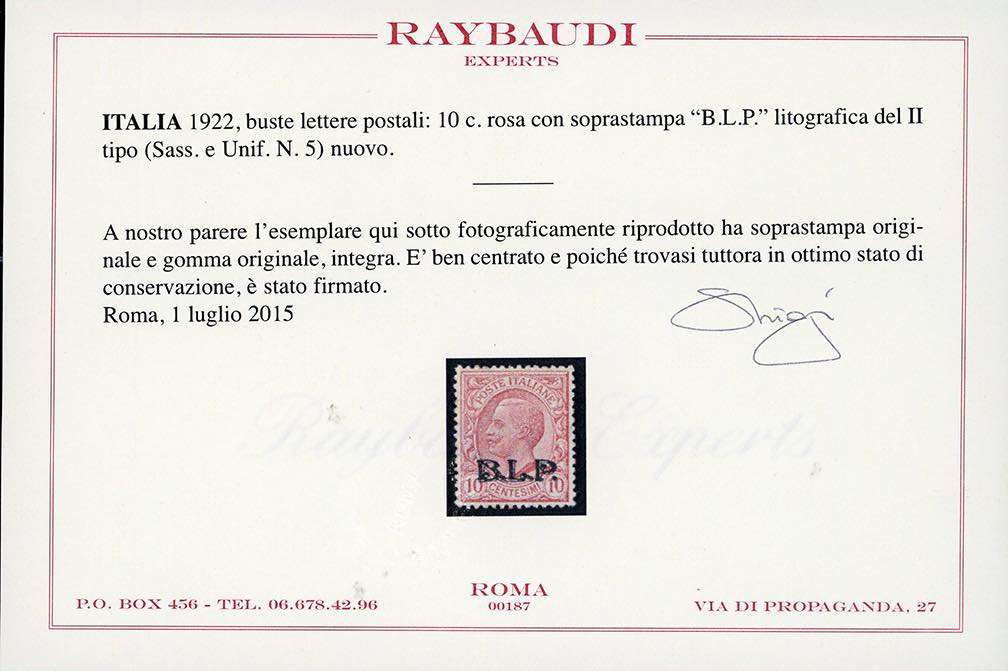 RAYBAUDI
EXPERTS
ITALIA 1922, buste lettere postali: 10 c. rosa con soprastampa “B.L.P.” litografica del II
tipo (Sass. e Unif. N. 5) nuovo.
A nostro parere l’esemplare qui sotto fotograficamente riprodotto ha soprastampa origi-
nale e gomma originale, integra. E’ ben centrato e poiché trovasi tuttora in ottimo stato di
conservazione, è stato firmato.
Roma, 1 luglio 2015
POSTE ITALIANE
B.L.P.
10 CENTESIMI 10
Raybaudi Experts
ROMA
00187
P.O. BOX 456 - TEL. 06.678.42.96
VIA DI PROPAGANDA, 27